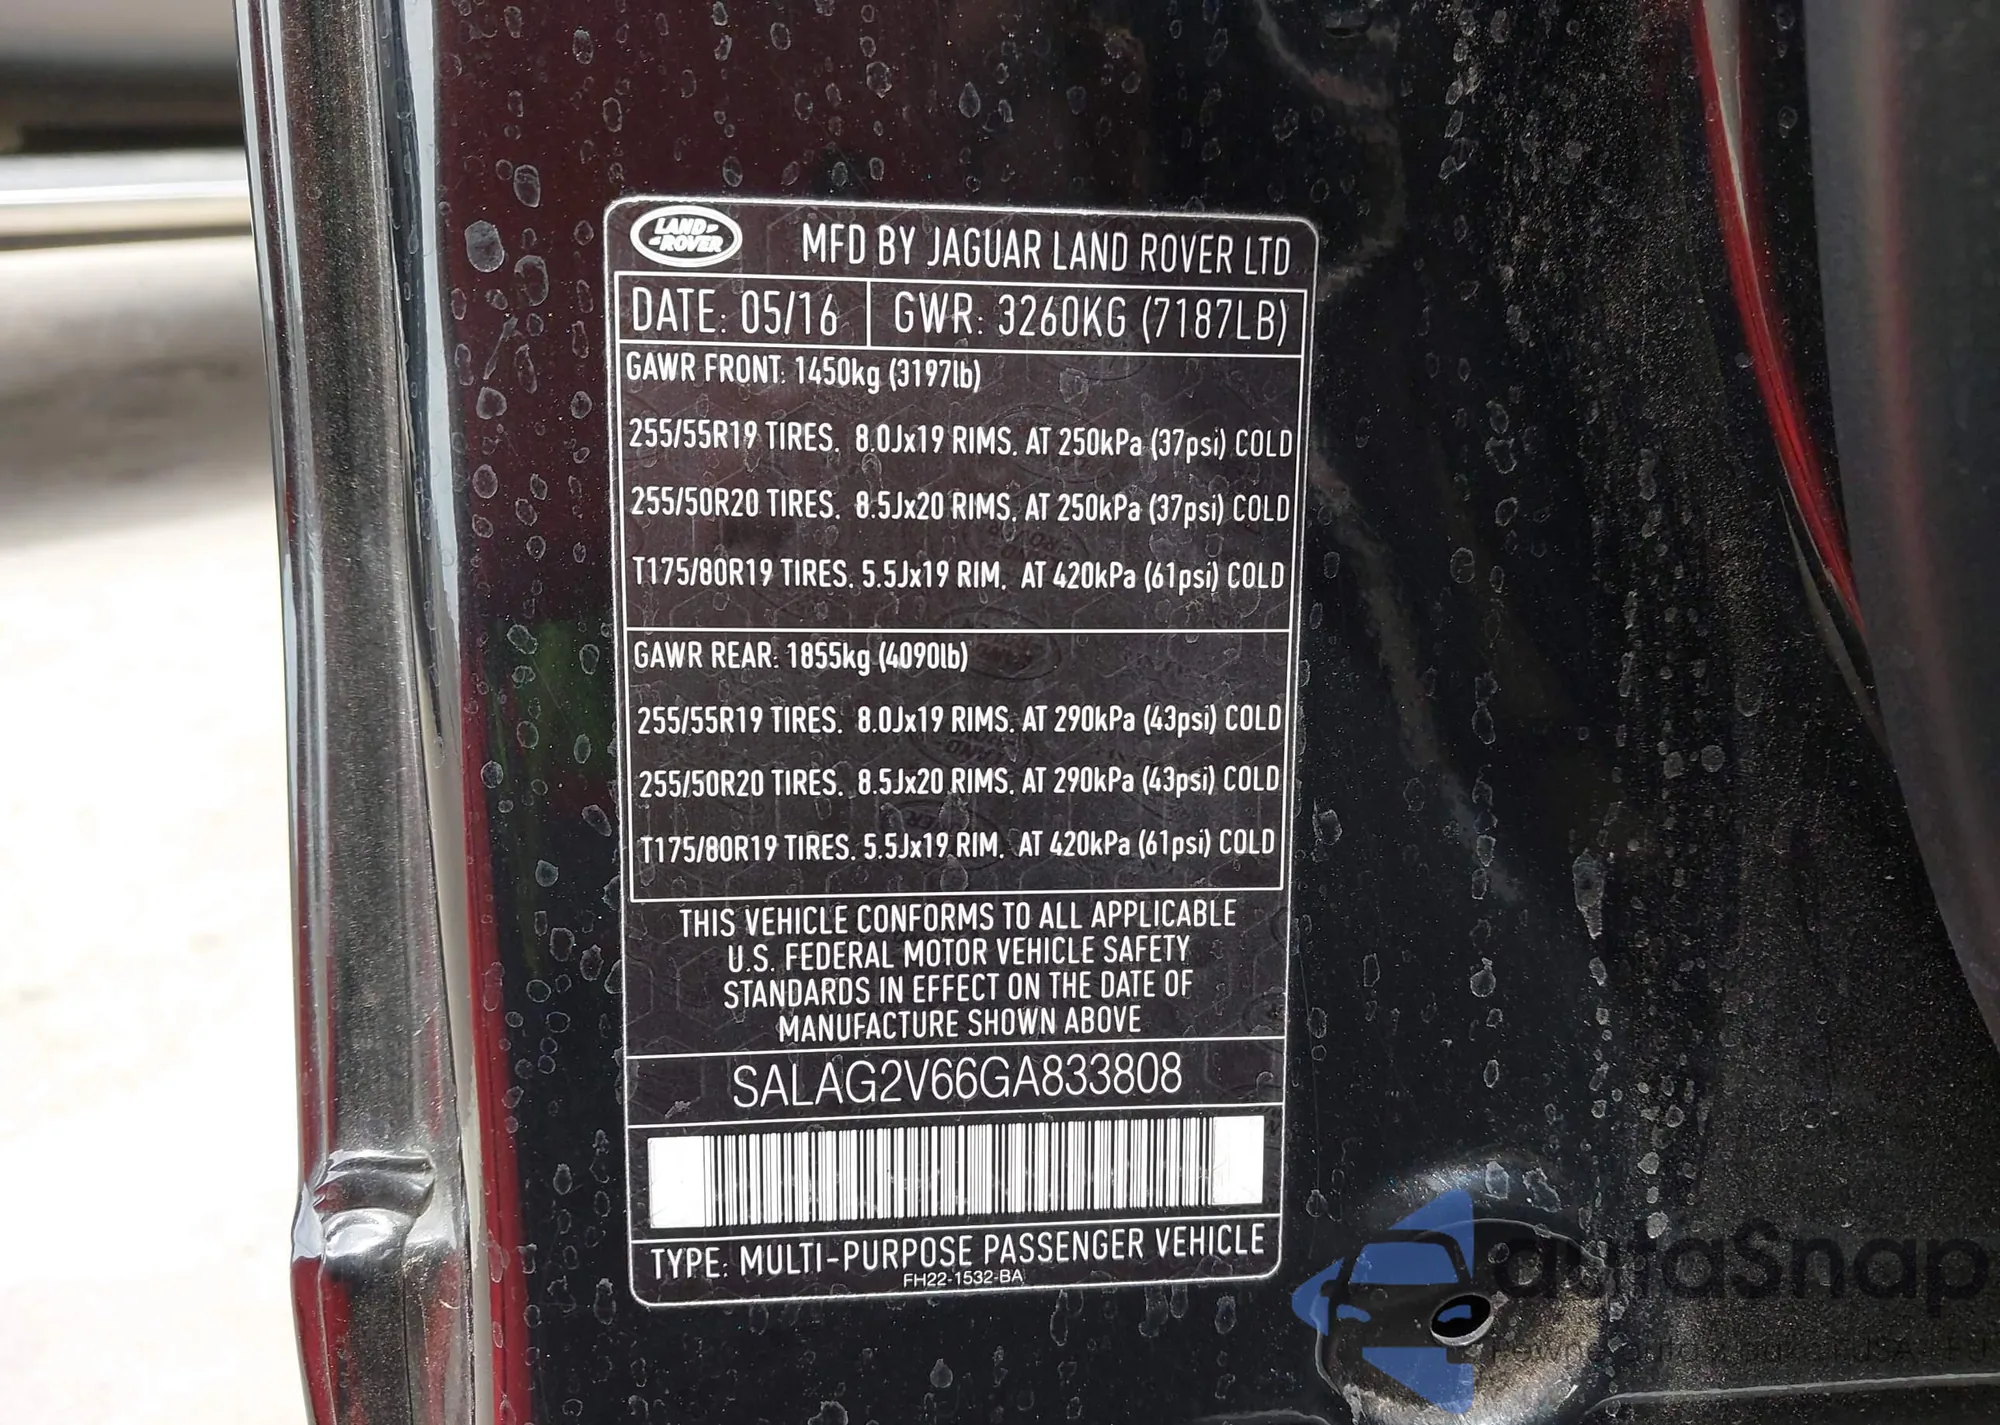 LAND ROVER
MFD BY JAGUAR LAND ROVER LTD
DATE: 05/16 GWR: 3260KG (7187LB)
GAWR FRONT: 1450kg (3197lb)
255/55R19 TIRES. 8.0Jx19 RIMS. AT 250kPa (37psi) COLD
255/50R20 TIRES. 8.5Jx20 RIMS. AT 250kPa (37psi) COLD
T175/80R19 TIRES. 5.5Jx19 RIM. AT 420kPa (61psi) COLD
GAWR REAR: 1855kg (4090lb)
255/55R19 TIRES. 8.0Jx19 RIMS. AT 290kPa (43psi) COLD
255/50R20 TIRES. 8.5Jx20 RIMS. AT 290kPa (43psi) COLD
T175/80R19 TIRES. 5.5Jx19 RIM. AT 420kPa (61psi) COLD
THIS VEHICLE CONFORMS TO ALL APPLICABLE
U.S. FEDERAL MOTOR VEHICLE SAFETY
STANDARDS IN EFFECT ON THE DATE OF
MANUFACTURE SHOWN ABOVE
SALAG2V66GA833808
TYPE: MULTI-PURPOSE PASSENGER VEHICLE
FH22-1532-BA
autoSnap